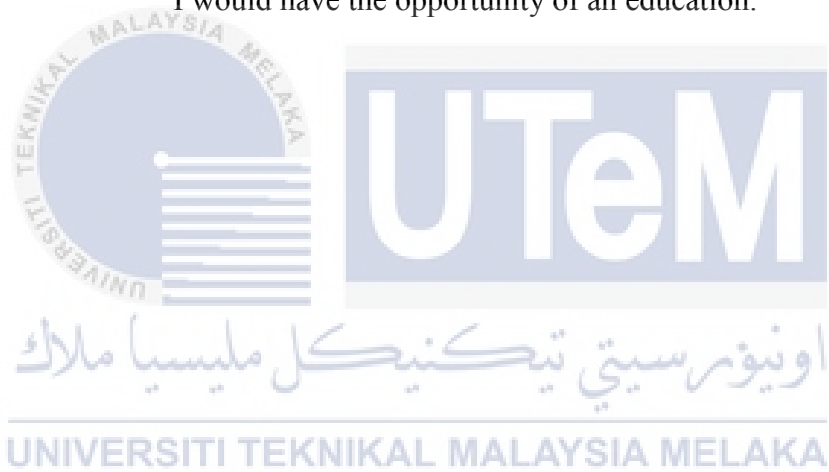 I would have the opportunity of an education.
UNIVERSITI TEKNIKAL MALAYSIA MELAKA
UTeM
اونيۏرسيتي تيكنيكل مليسيا ملاك
UNIVERSITI TEKNIKAL MALAYSIA MELAKA